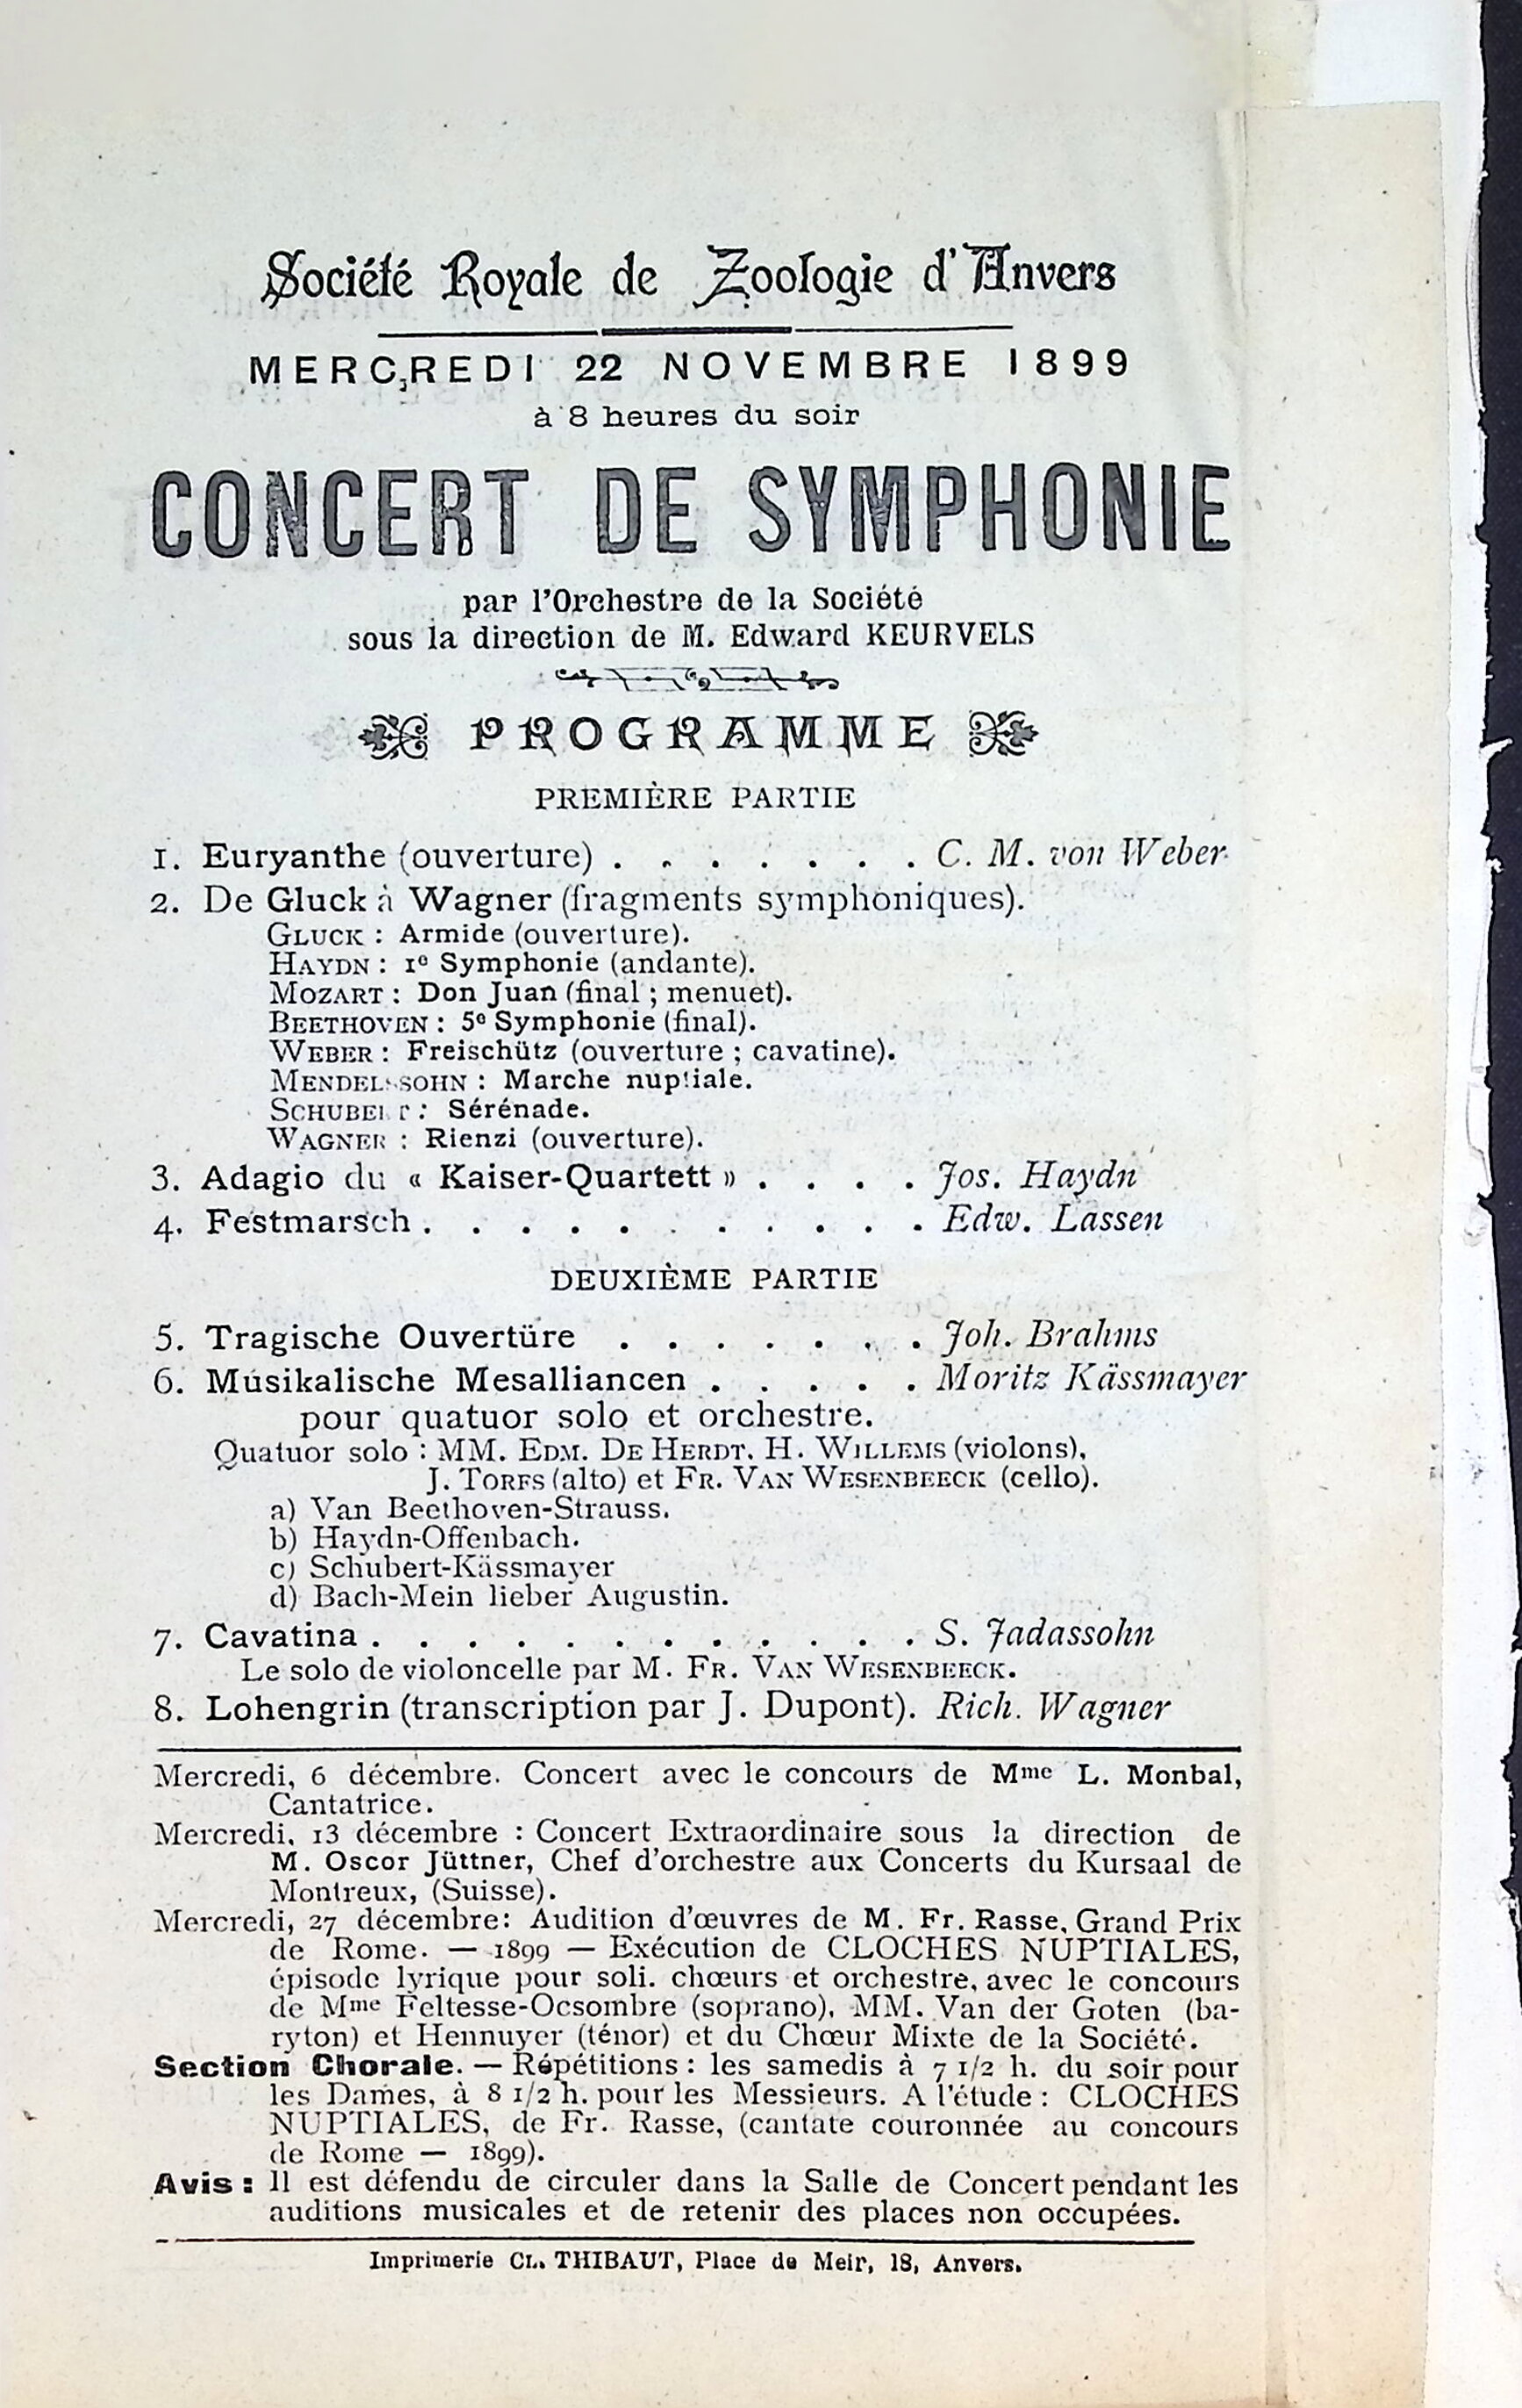 Société Royale de Zoologie d'Anvers
MERCREDI 22 NOVEMBRE 1899
à 8 heures du soir
CONCERT DE SYMPHONIE
par l'Orchestre de la Société
sous la direction de M. Edward KEURVELS
PROGRAMME
PREMIÈRE PARTIE
1. Euryanthe (ouverture) . . . . . . . C. M. von Weber
2. De Gluck à Wagner (fragments symphoniques).
GLUCK : Armide (ouverture).
HAYDN : 1e Symphonie (andante).
MOZART : Don Juan (final ; menuet).
BEETHOVEN : 5e Symphonie (final).
WEBER : Freischütz (ouverture ; cavatine).
MENDELSSOHN : Marche nuptiale.
SCHUBERT : Sérénade.
WAGNER : Rienzi (ouverture).
3. Adagio du « Kaiser-Quartett » . . . . Jos. Haydn
4. Festmarsch . . . . . . . . . . . Edw. Lassen
DEUXIÈME PARTIE
5. Tragische Ouvertüre . . . . . . . Joh. Brahms
6. Musikalische Mesalliancen . . . . . Moritz Kässmayer
pour quatuor solo et orchestre.
Quatuor solo : MM. EDM. DE HERDT, H. WILLEMS (violons),
J. TORFS (alto) et FR. VAN WESENBEECK (cello).
a) Van Beethoven-Strauss.
b) Haydn-Offenbach.
c) Schubert-Kässmayer
d) Bach-Mein lieber Augustin.
7. Cavatina . . . . . . . . . . . . S. Jadassohn
Le solo de violoncelle par M. FR. VAN WESENBEECK.
8. Lohengrin (transcription par J. Dupont). Rich. Wagner
Mercredi, 6 décembre. Concert avec le concours de Mme L. Monbal,
Cantatrice.
Mercredi, 13 décembre : Concert Extraordinaire sous la direction de
M. Oscor Jüttner, Chef d'orchestre aux Concerts du Kursaal de
Montreux, (Suisse).
Mercredi, 27 décembre: Audition d'œuvres de M. Fr. Rasse, Grand Prix
de Rome. — 1899 — Exécution de CLOCHES NUPTIALES,
épisode lyrique pour soli. chœurs et orchestre, avec le concours
de Mme Feltesse-Ocsombre (soprano), MM. Van der Goten (ba-
ryton) et Hennuyer (ténor) et du Chœur Mixte de la Société.
Section Chorale. — Répétitions : les samedis à 7 1/2 h. du soir pour
les Dames, à 8 1/2 h. pour les Messieurs. A l'étude : CLOCHES
NUPTIALES, de Fr. Rasse, (cantate couronnée au concours
de Rome — 1899).
Avis : Il est défendu de circuler dans la Salle de Concert pendant les
auditions musicales et de retenir des places non occupées.
Imprimerie CL. THIBAUT, Place de Meir, 18, Anvers.